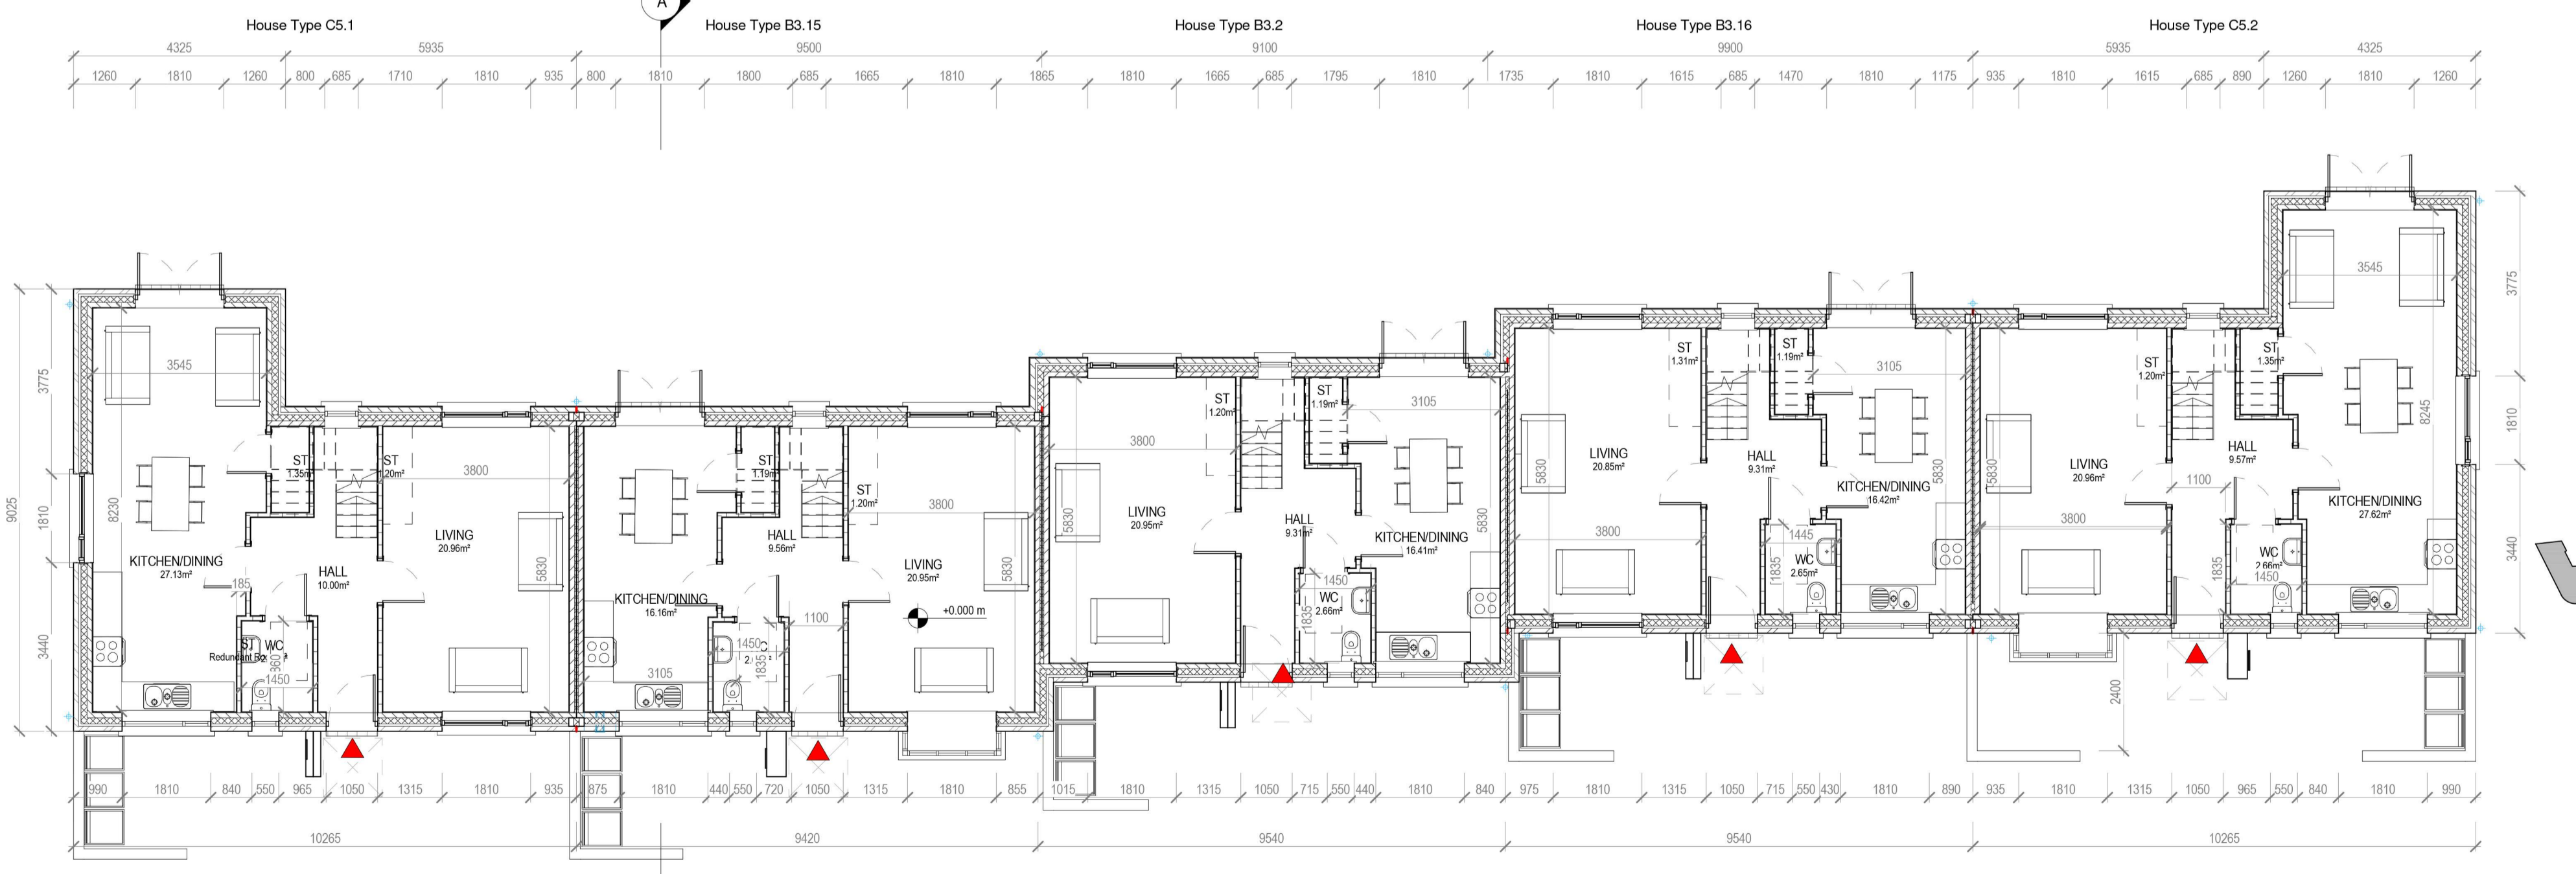 A
House Type C5.1
House Type B3.15
House Type B3.2
House Type B3.16
House Type C5.2
4325 5935 9500 9100 9900 5935 4325
1260 1810 1260 800 685 1710 1810 935 800 1810 1800 685 1665 1810 1865 1810 1665 685 1795 1810 1735 1810 1615 685 1470 1810 1175 935 1810 1615 685 890 1260 1810 1260
9025
3775
1810
3440
3545
8230
KITCHEN/DINING
27.13m²
185
ST
1.35m²
ST
1.20m²
HALL
10.00m²
3800
LIVING
20.96m²
5830
ST
Redundant
WC
1450
KITCHEN/DINING
16.16m²
3105
ST
1.19m²
HALL
9.56m²
1450
1835
1100
ST
1.20m²
3800
LIVING
20.95m²
5830
+0.000 m
3800
5830
LIVING
20.95m²
ST
1.20m²
ST
1.19m²
3105
HALL
9.31m²
KITCHEN/DINING
16.41m²
5830
1450
WC
2.66m²
1835
LIVING
20.85m²
5830
3800
ST
1.31m²
ST
1.19m²
3105
HALL
9.31m²
KITCHEN/DINING
16.42m²
5830
1445
WC
2.65m²
1835
LIVING
20.96m²
5830
3800
ST
1.20m²
ST
1.35m²
HALL
9.57m²
1100
3545
8245
KITCHEN/DINING
27.62m²
WC
2.66m²
1450
1835
3775
1810
3440
2400
990 1810 840 550 965 1050 1315 1810 935 875 1810 440 550 720 1050 1315 1810 855 1015 1810 1315 1050 715 550 440 1810 840 975 1810 1315 1050 715 550 430 1810 890 935 1810 1315 1050 965 550 840 1810 990
10265 9420 9540 9540 10265